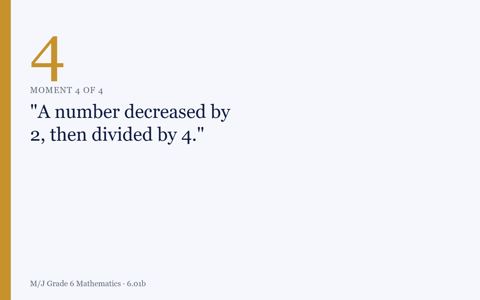 4
MOMENT 4 OF 4
"A number decreased by
2, then divided by 4."
M/J Grade 6 Mathematics · 6.01b